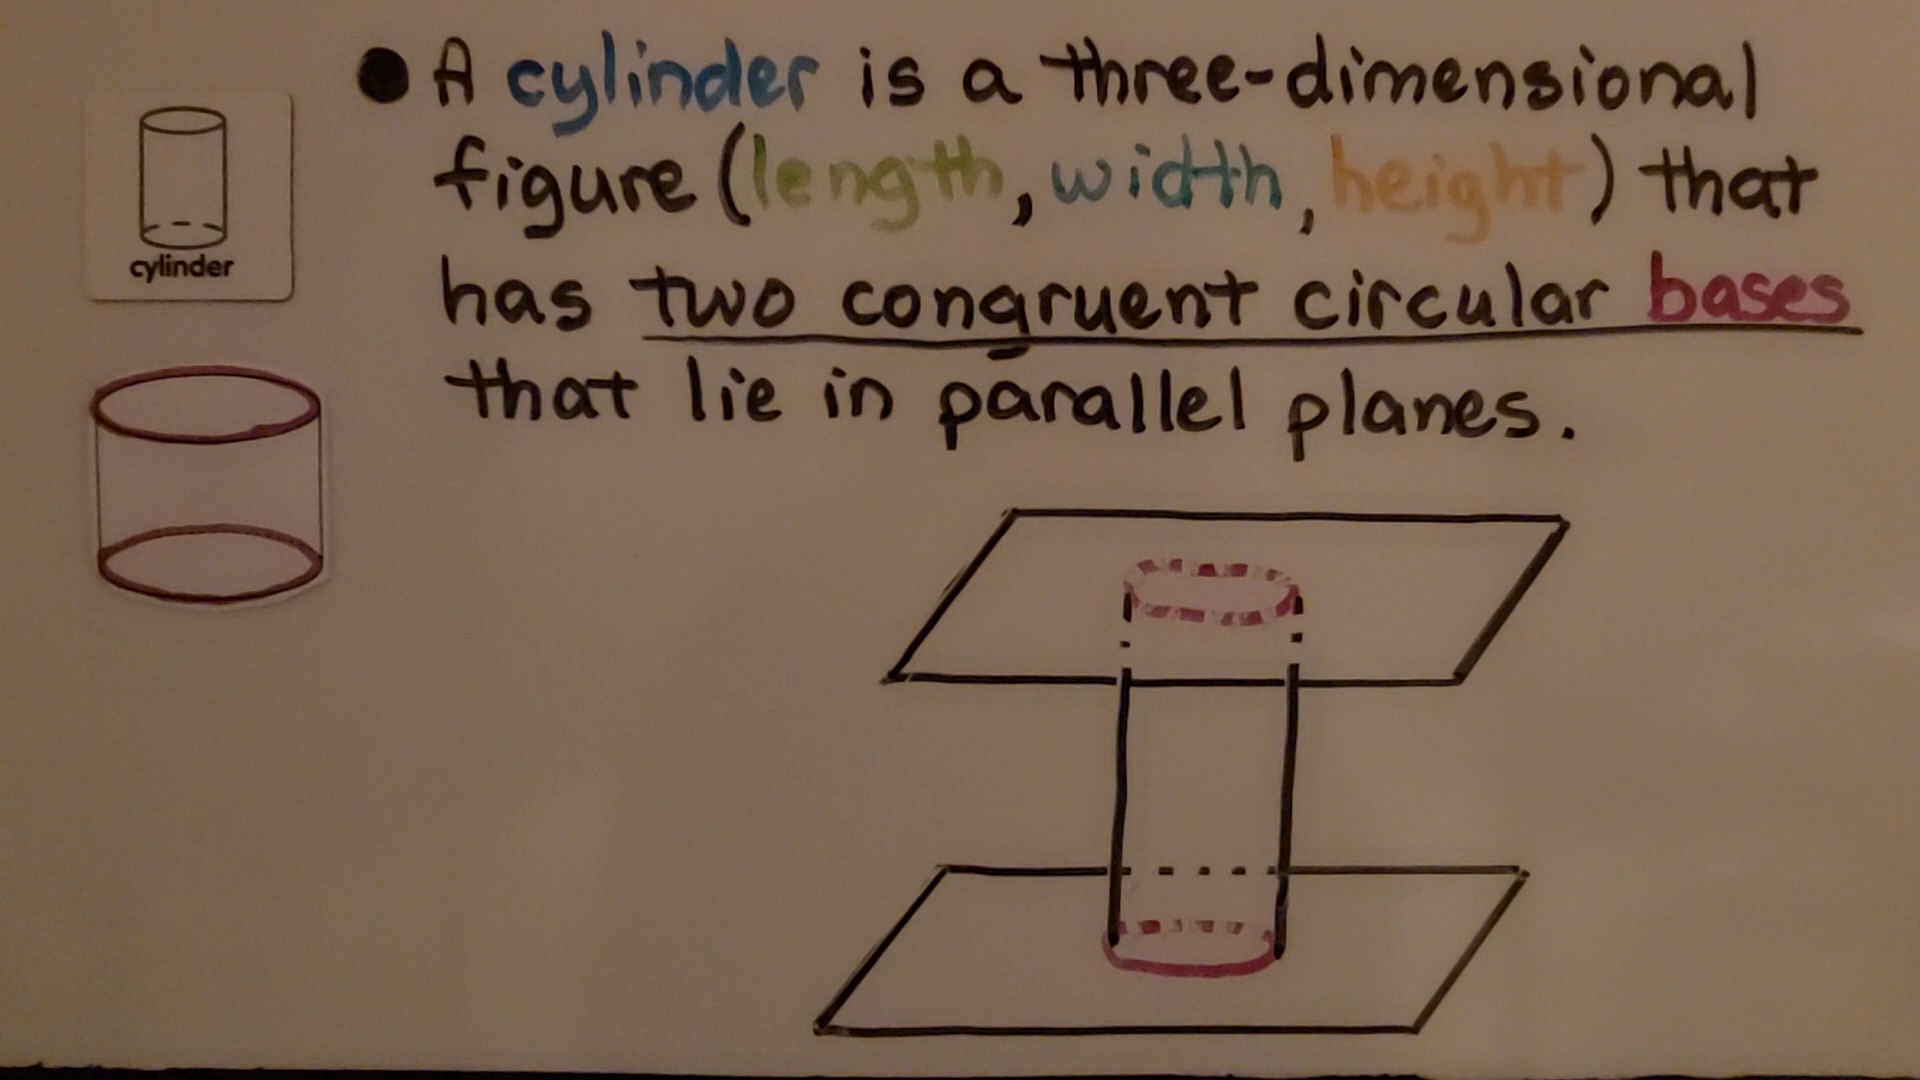 ● A cylinder is a three-dimensional
figure (length, width, height) that
has two congruent circular bases
that lie in parallel planes.
cylinder